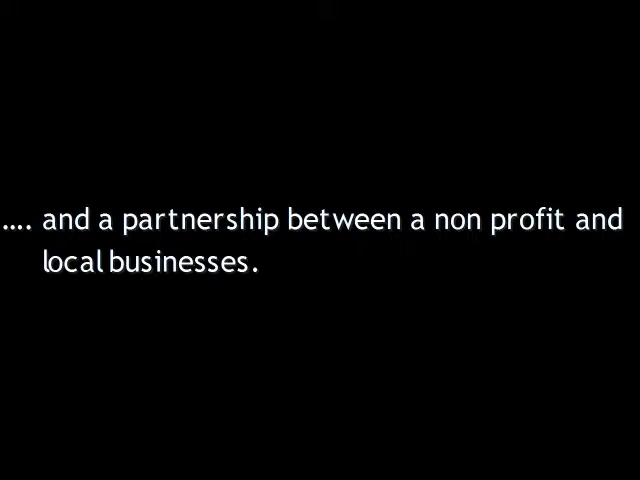 .... and a partnership between a non profit and
local businesses.